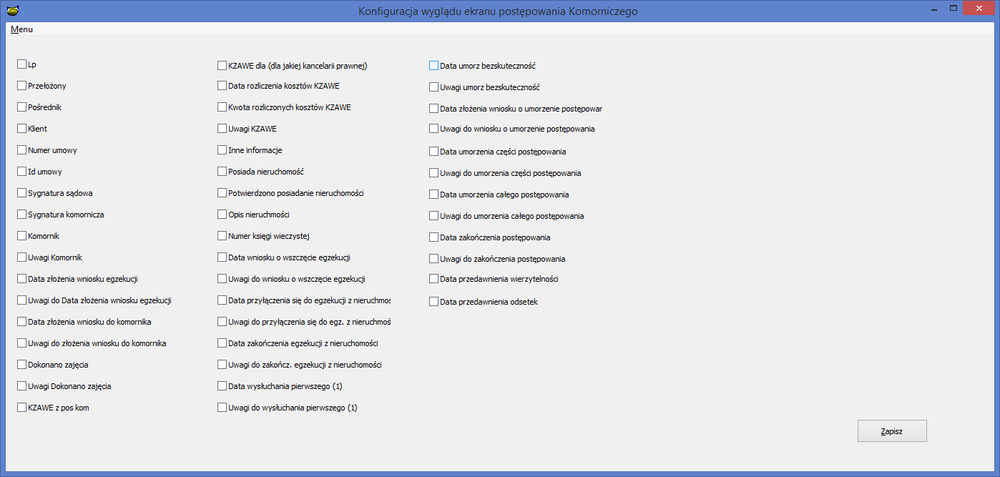 Konfiguracja wyglądu ekranu postępowania Komorniczego
Menu
Lp
Przełożony
Pośrednik
Klient
Numer umowy
Id umowy
Sygnatura sądowa
Sygnatura komornicza
Komornik
Uwagi Komornik
Data złożenia wniosku egzekucji
Uwagi do Data złożenia wniosku egzekucji
Data złożenia wniosku do komornika
Uwagi do złożenia wniosku do komornika
Dokonano zajęcia
Uwagi Dokonano zajęcia
KZAWE z pos kom
KZAWE dla (dla jakiej kancelarii prawnej)
Data rozliczenia kosztów KZAWE
Kwota rozliczonych kosztów KZAWE
Uwagi KZAWE
Inne informacje
Posiada nieruchomość
Potwierdzono posiadanie nieruchomości
Opis nieruchmości
Numer księgi wieczystej
Data wniosku o wszczęcie egzekucji
Uwagi do wniosku o wszczęcie egzekucji
Data przyłączenia się do egzekucji z nieruchmoś
Uwagi do przyłączenia się do egz. z nieruchmoś
Data zakończenia egzekucji z nieruchomości
Uwagi do zakończ. egzekucji z nieruchomości
Data wysłuchania pierwszego (1)
Uwagi do wysłuchania pierwszego (1)
Data umorz bezskuteczność
Uwagi umorz bezskuteczność
Data złożenia wniosku o umorzenie postępowar
Uwagi do wniosku o umorzenie postępowania
Data umorzenia części postępowania
Uwagi do umorzenia części postępowania
Data umorzenia całego postępowania
Uwagi do umorzenia całego postępowania
Data zakończenia postępowania
Uwagi do zakończenia postępowania
Data przedawnienia wierzytelności
Data przedawnienia odsetek
Zapisz